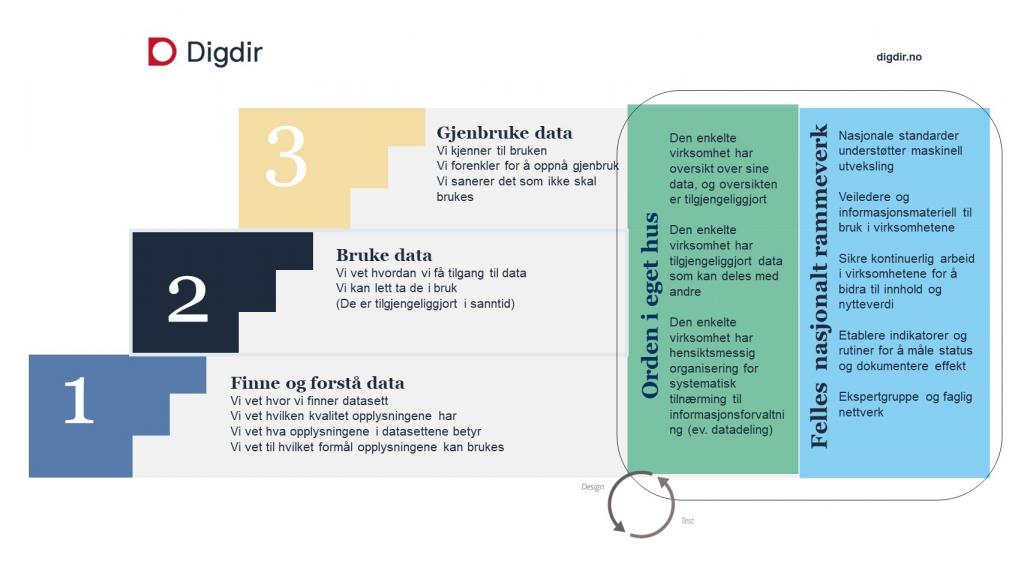 Digdir
digdir.no
3
Gjenbruke data
Vi kjenner til bruken
Vi forenkler for å oppnå gjenbruk
Vi sanerer det som ikke skal
brukes
2
Bruke data
Vi vet hvordan vi få tilgang til data
Vi kan lett ta de i bruk
(De er tilgjengeliggjort i sanntid)
1
Finne og forstå data
Vi vet hvor vi finner datasett
Vi vet hvilken kvalitet opplysningene har
Vi vet hva opplysningene i datasettene betyr
Vi vet til hvilket formål opplysningene kan brukes
Orden i eget hus
Den enkelte
virksomhet har
oversikt over sine
data, og oversikten
er tilgjengeliggjort
Den enkelte
virksomhet har
tilgjengeliggjort data
som kan deles med
andre
Den enkelte
virksomhet har
hensiktsmessig
organisering for
systematisk
tilnærming til
informasjonsforvaltni
ng (ev. datadeling)
Felles nasjonalt rammeverk
Nasjonale standarder
understøtter maskinell
utveksling
Veiledere og
informasjonsmateriell til
bruk i virksomhetene
Sikre kontinuerlig arbeid
i virksomhetene for å
bidra til innhold og
nytteverdi
Etablere indikatorer og
rutiner for å måle status
og dokumentere effekt
Ekspertgruppe og faglig
nettverk
Design
Test